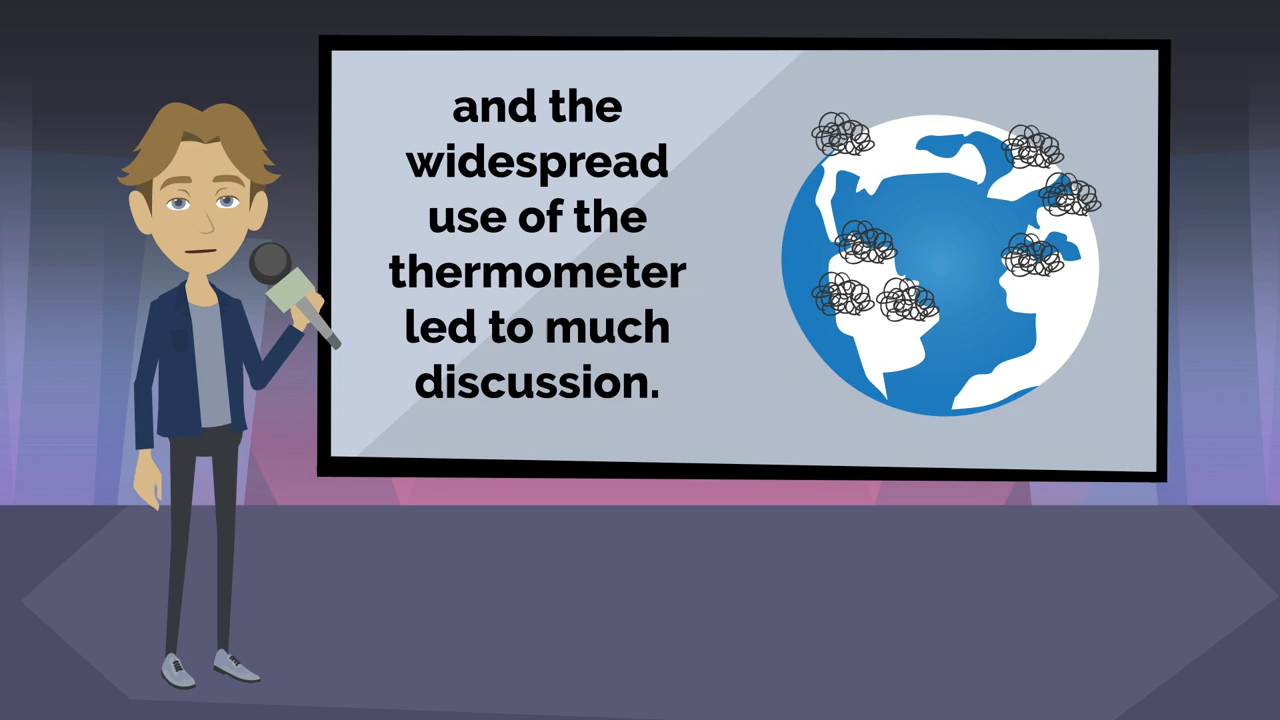 and the
widespread
use of the
thermometer
led to much
discussion.